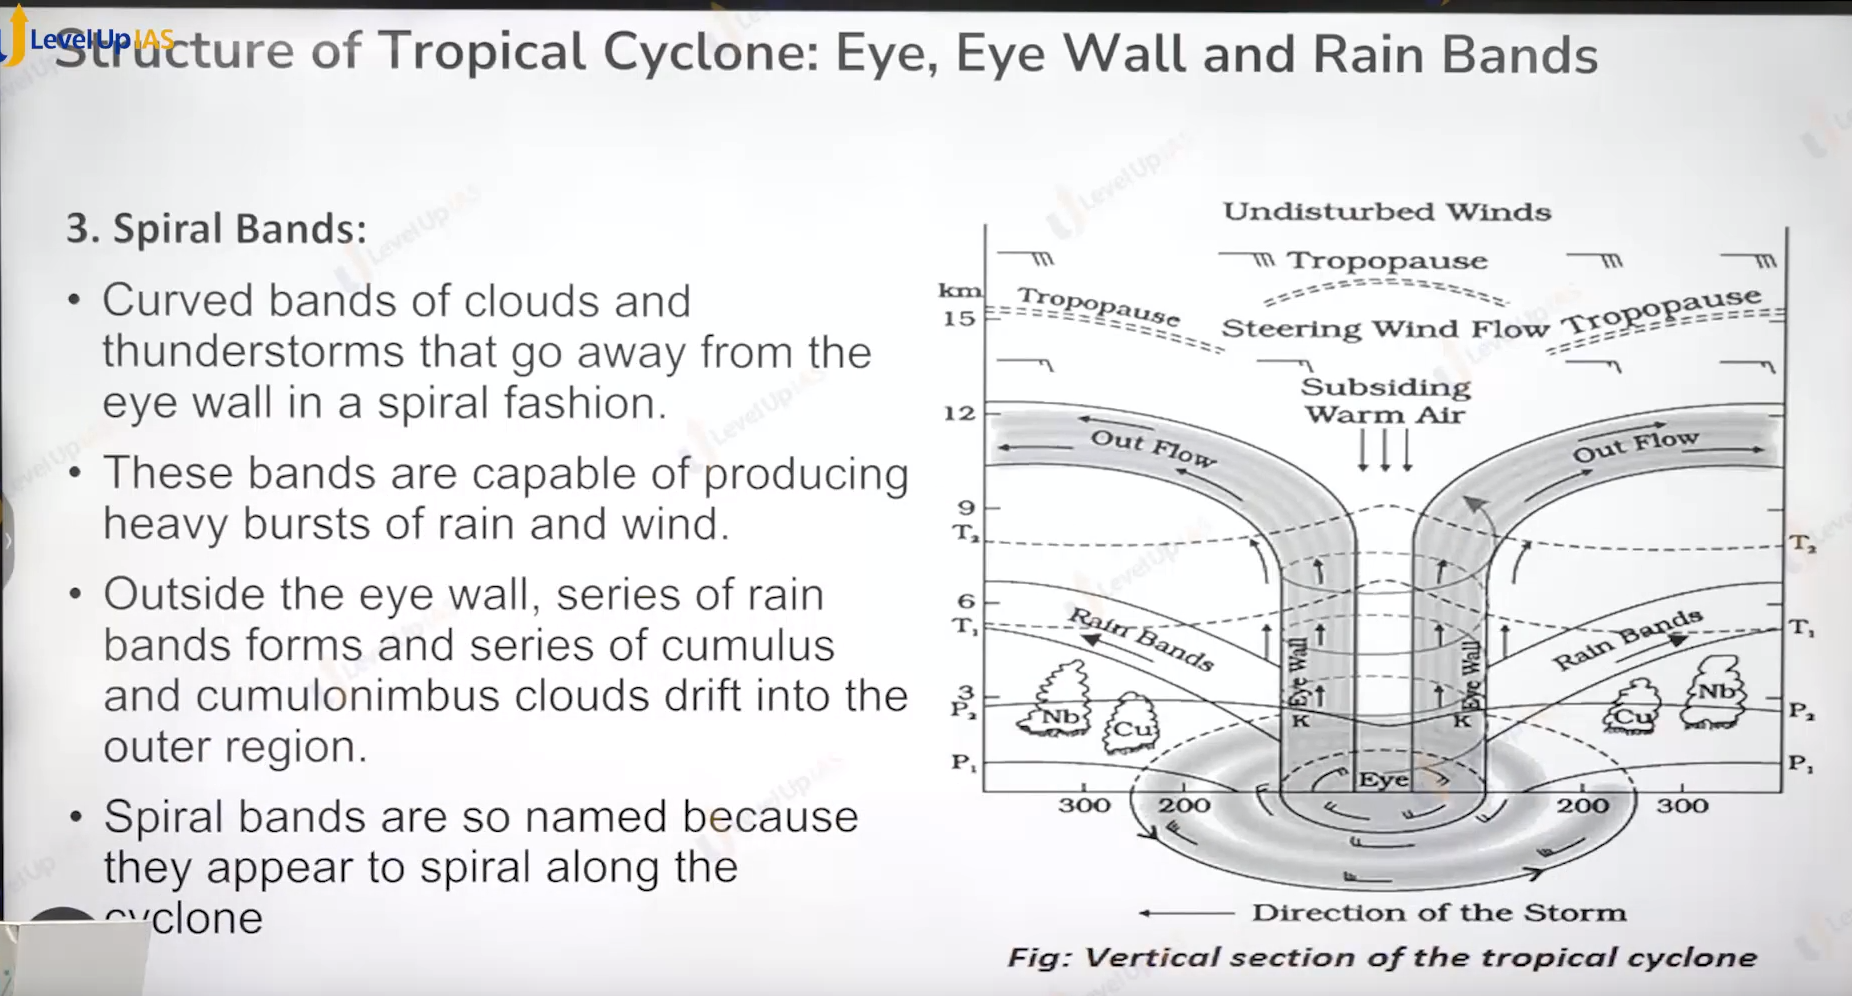 LevelUp IAS
Structure of Tropical Cyclone: Eye, Eye Wall and Rain Bands
3. Spiral Bands:
• Curved bands of clouds and
thunderstorms that go away from the
eye wall in a spiral fashion.
• These bands are capable of producing
heavy bursts of rain and wind.
• Outside the eye wall, series of rain
bands forms and series of cumulus
and cumulonimbus clouds drift into the
outer region.
• Spiral bands are so named because
they appear to spiral along the
cyclone
Undisturbed Winds
Tropopause
km
Tropopause
Tropopause
15
Steering Wind Flow
Subsiding
Warm Air
12
Out Flow
Out Flow
9
T₂
T₂
6
T₁
T₁
Rain Bands
Rain Bands
Eye Wall
Eye Wall
3
P₂
P₂
Nb
Cu
K
K
Cu
Nb
P₁
P₁
Eye
300
200
200
300
Direction of the Storm
Fig: Vertical section of the tropical cyclone